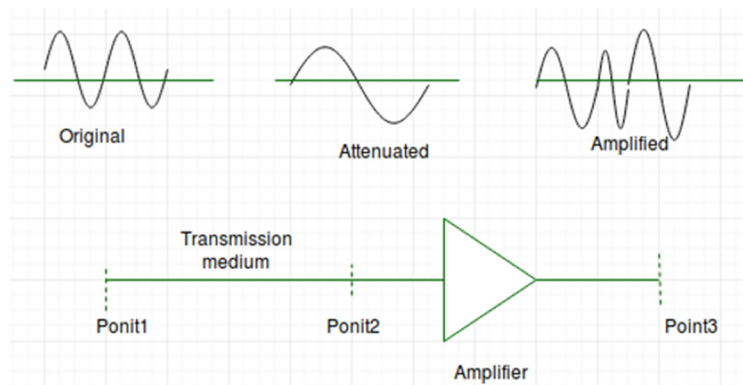 Original
Attenuated
Amplified
Transmission
medium
Ponit1
Ponit2
Point3
Amplifier